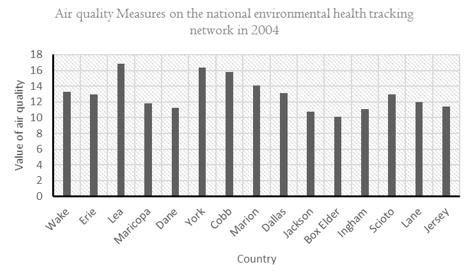 Air quality Measures on the national environmental health tracking
network in 2004
Value of air quality
18
16
14
12
10
8
6
4
2
0
Wake
Erie
Lea
Maricopa
Dane
York
Cobb
Marion
Dallas
Jackson
Box Elder
Ingham
Scioto
Lane
Jersey
Country